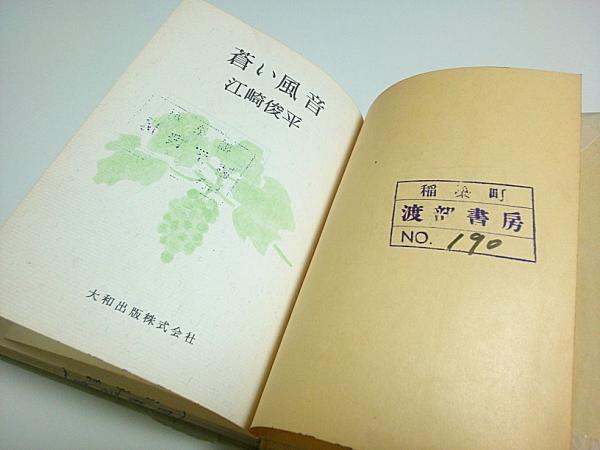 蒼い風音
江崎俊平
大和出版株式会社
稲築町
渡部書房
NO. 190